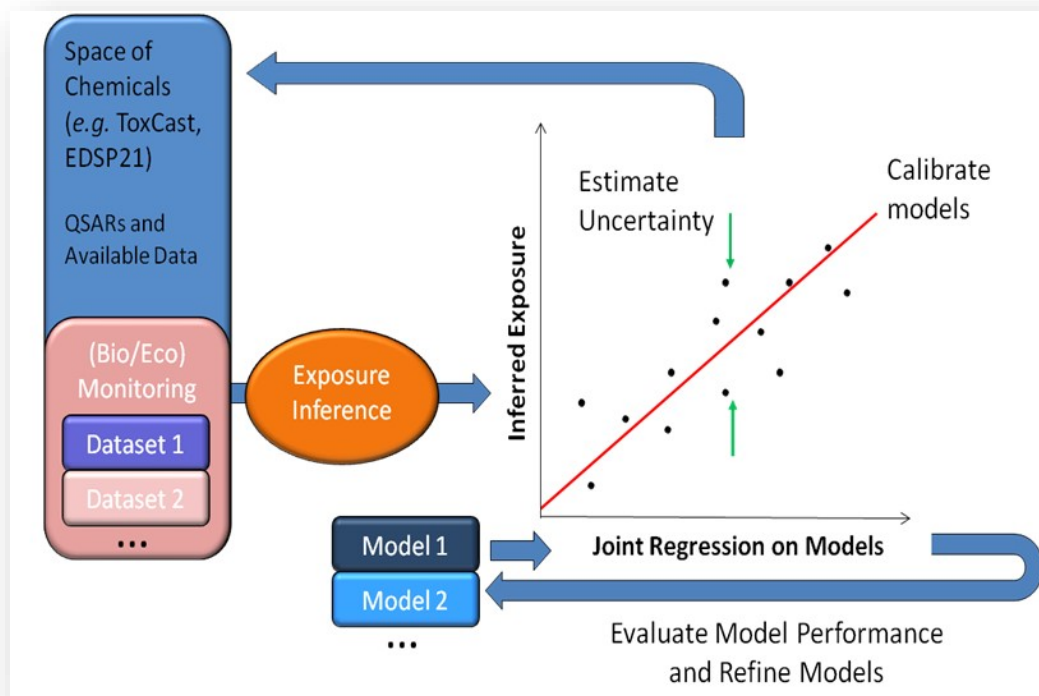 Space of
Chemicals
(e.g. ToxCast,
EDSP21)
QSARs and
Available Data
(Bio/Eco)
Monitoring
Dataset 1
Dataset 2
...
Exposure
Inference
Inferred Exposure
Estimate
Uncertainty
Calibrate
models
Joint Regression on Models
Model 1
Model 2
...
Evaluate Model Performance
and Refine Models